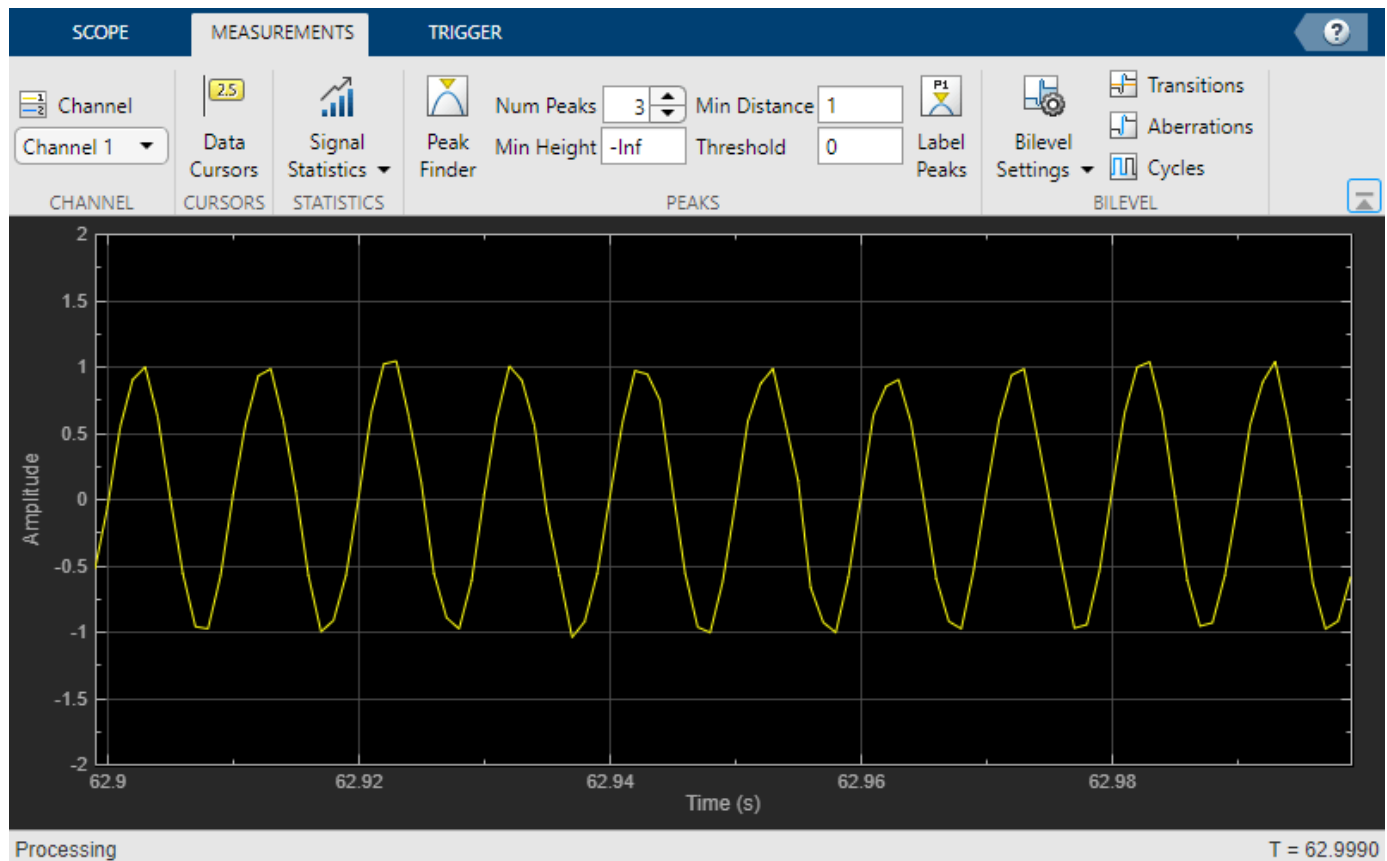 SCOPE MEASUREMENTS TRIGGER ?
1 2 Channel
Channel 1
CHANNEL
2.5
Data
Cursors
CURSORS
Signal
Statistics
STATISTICS
Peak
Finder
Num Peaks 3 Min Distance 1
Min Height -Inf Threshold 0
P1
Label
Peaks
PEAKS
Bilevel
Settings
Transitions
Aberrations
Cycles
BILEVEL
2
1.5
1
0.5
0
-0.5
-1
-1.5
-2
Amplitude
62.9 62.92 62.94 62.96 62.98
Time (s)
Processing T = 62.9990